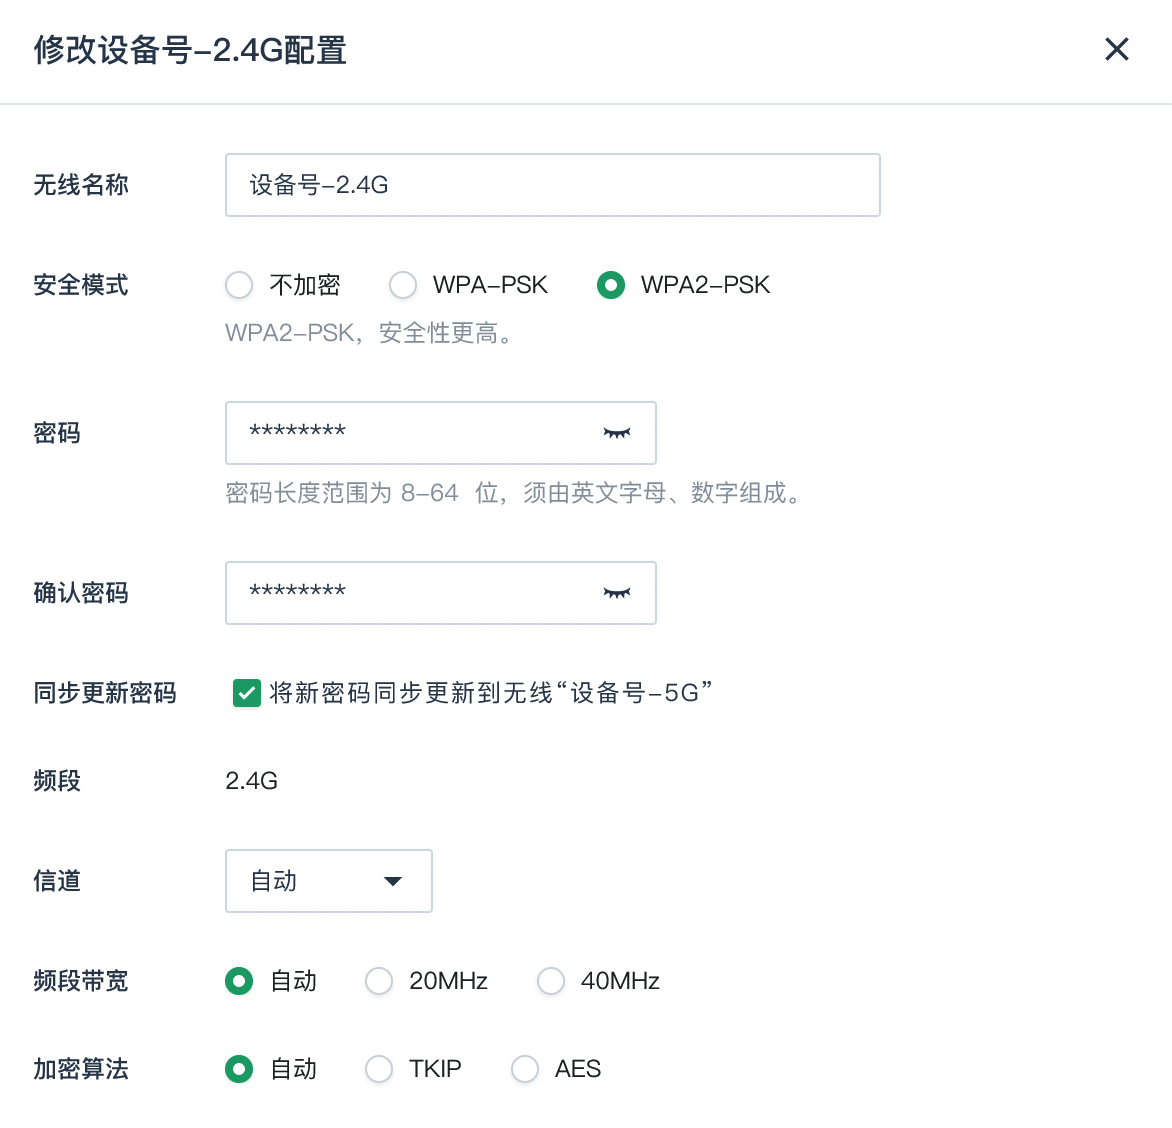 修改设备号-2.4G配置
无线名称 设备号-2.4G
安全模式 不加密 WPA-PSK WPA2-PSK
WPA2-PSK，安全性更高。
密码 ********
密码长度范围为 8-64 位，须由英文字母、数字组成。
确认密码 ********
同步更新密码 将新密码同步更新到无线“设备号-5G”
频段 2.4G
信道 自动
频段带宽 自动 20MHz 40MHz
加密算法 自动 TKIP AES